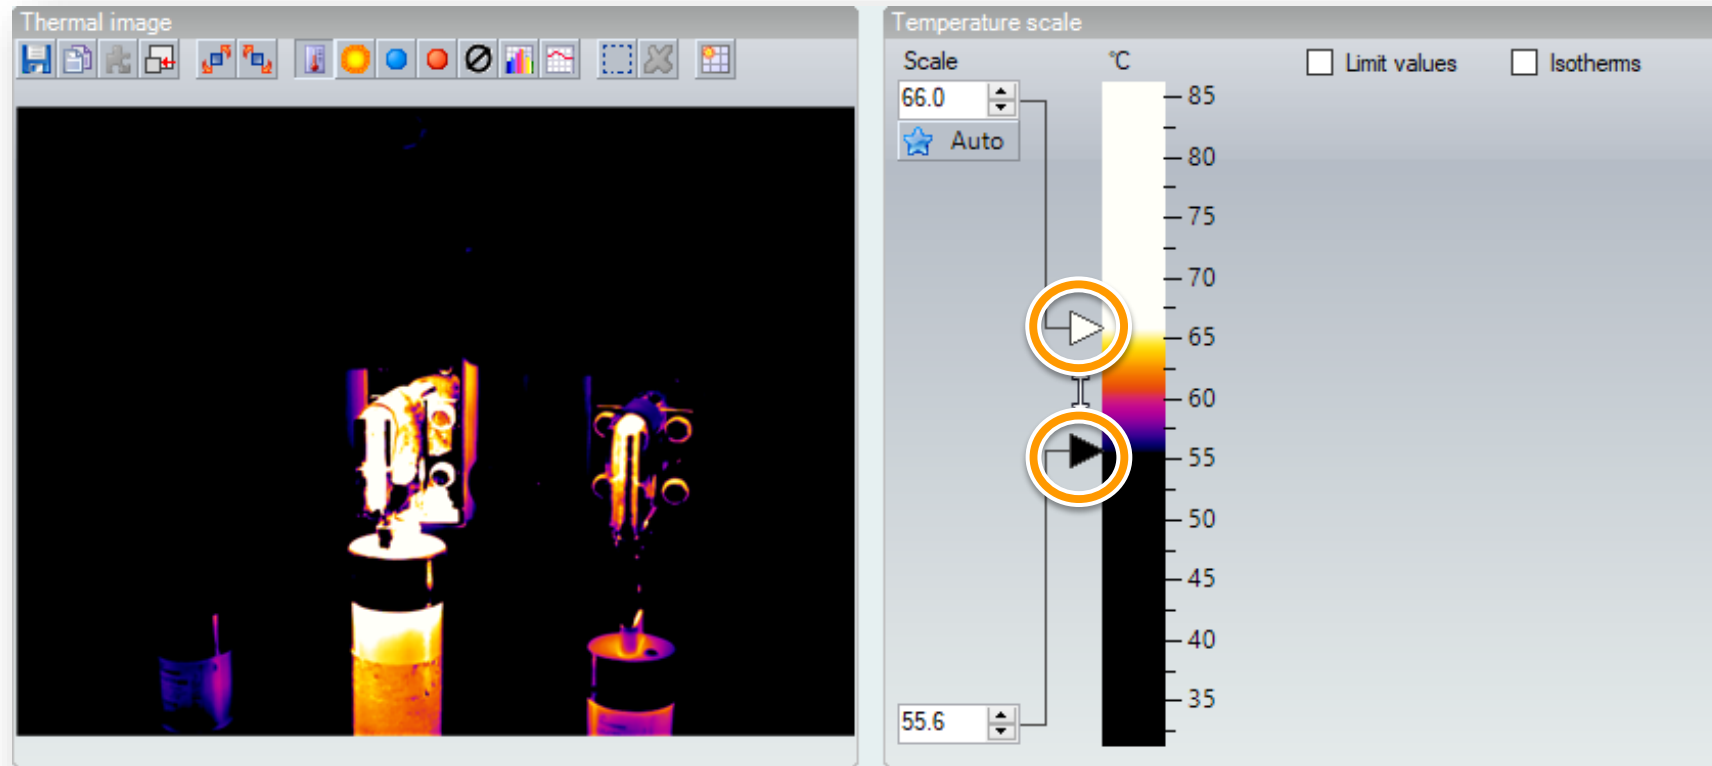 Thermal image
Temperature scale
Scale
°C
Limit values
Isotherms
66.0
Auto
85
80
75
70
65
60
55
50
45
40
35
55.6